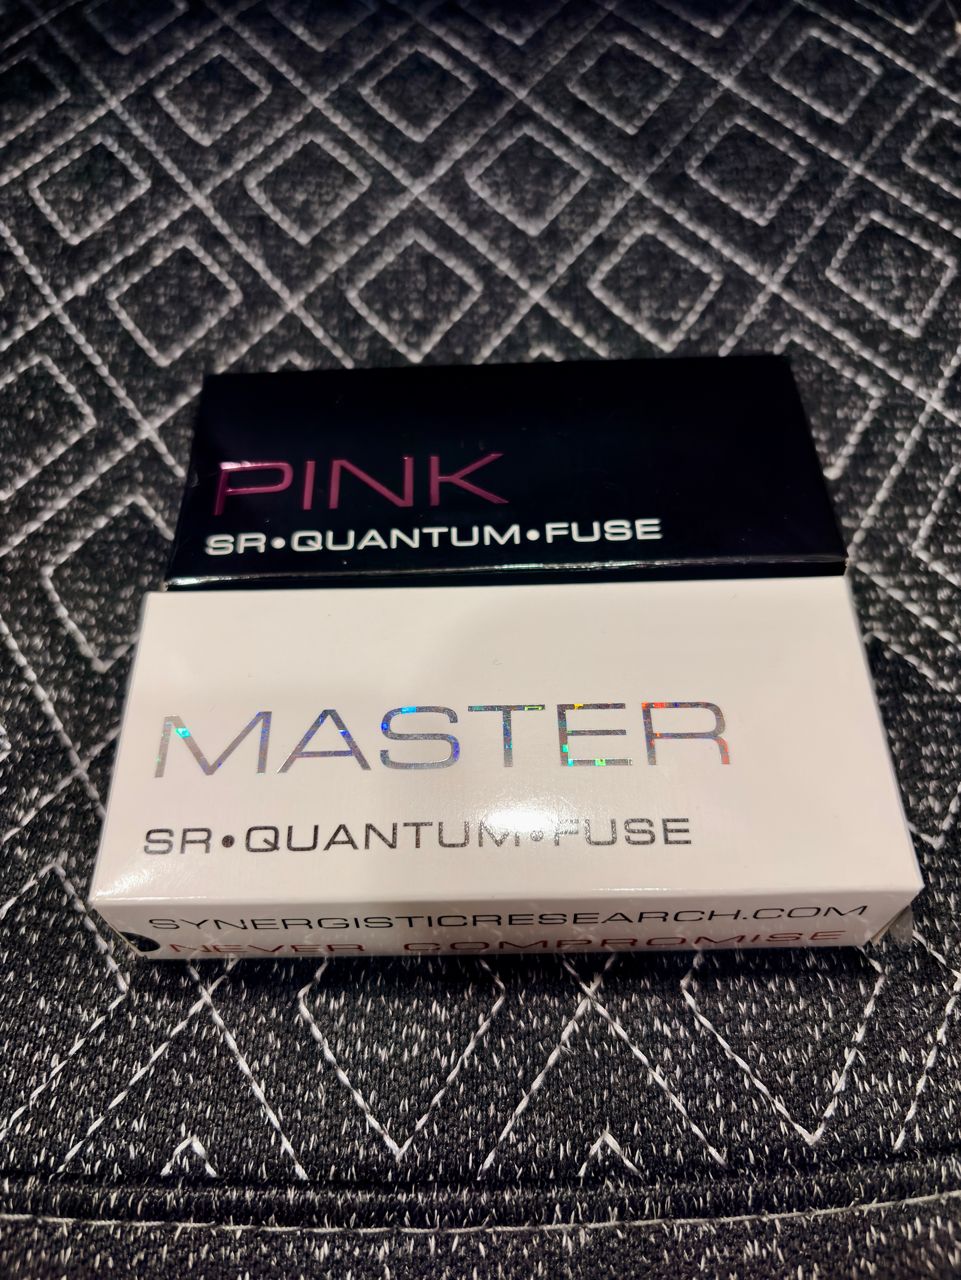 PINK
SR•QUANTUM•FUSE
MASTER
SR•QUANTUM•FUSE
SYNERGISTICRESEARCH.COM
NEVER COMPROMISE